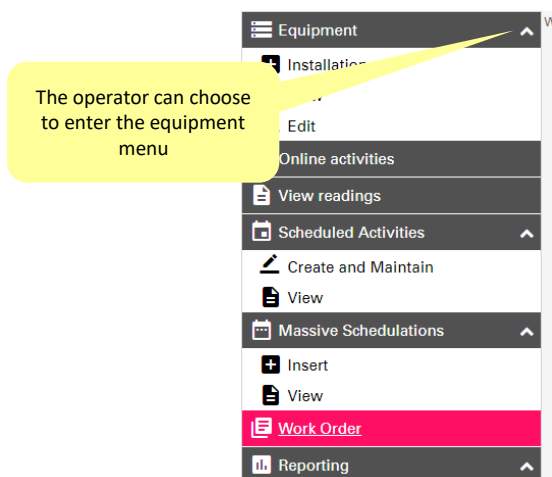 Equipment
Installation
The operator can choose
to enter the equipment
menu
Edit
Online activities
View readings
Scheduled Activities
Create and Maintain
View
Massive Schedulations
Insert
View
Work Order
Reporting